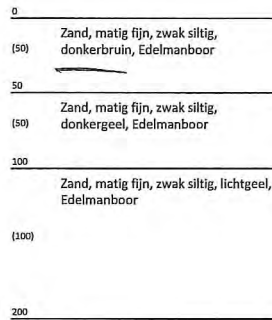 0
Zand, matig fijn, zwak siltig,
(50) donkerbruin, Edelmanboor
50
Zand, matig fijn, zwak siltig,
(50) donkergeel, Edelmanboor
100
Zand, matig fijn, zwak siltig, lichtgeel,
Edelmanboor
(100)
200